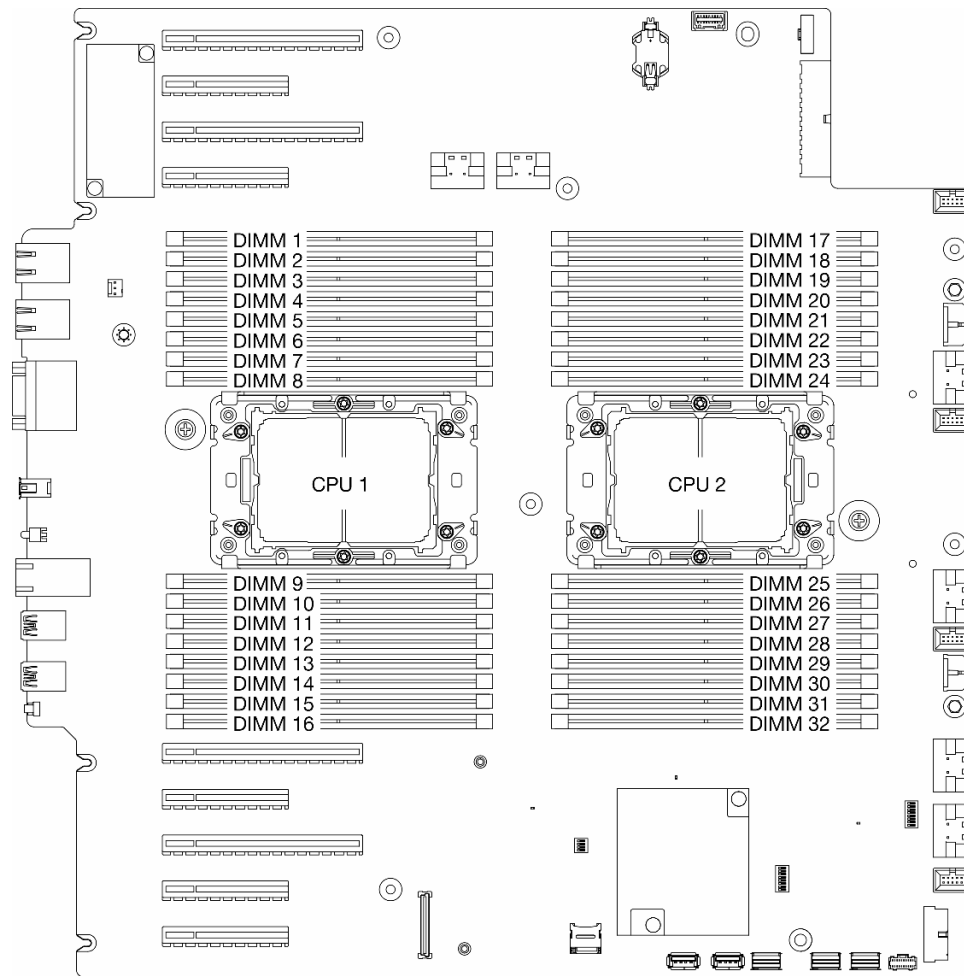 DIMM 1
DIMM 2
DIMM 3
DIMM 4
DIMM 5
DIMM 6
DIMM 7
DIMM 8
DIMM 17
DIMM 18
DIMM 19
DIMM 20
DIMM 21
DIMM 22
DIMM 23
DIMM 24
CPU 1
CPU 2
DIMM 9
DIMM 10
DIMM 11
DIMM 12
DIMM 13
DIMM 14
DIMM 15
DIMM 16
DIMM 25
DIMM 26
DIMM 27
DIMM 28
DIMM 29
DIMM 30
DIMM 31
DIMM 32